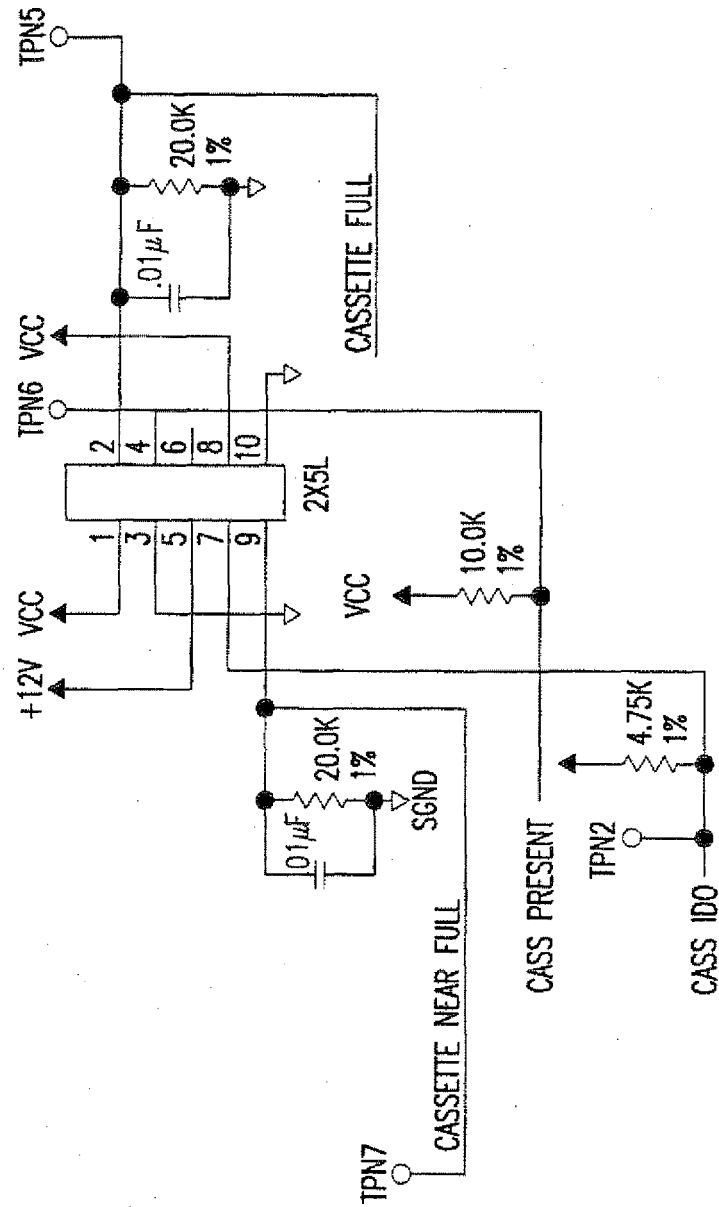 TPN5
20.0K
1%
.01µF
CASSETTE FULL
VCC
TPN6
2
4
6
8
10
2X5L
1
3
5
7
9
VCC
+12V
VCC
10.0K
1%
20.0K
1%
.01µF
SGND
4.75K
1%
CASS PRESENT
TPN2
CASS IDO
CASSETTE NEAR FULL
TPN7